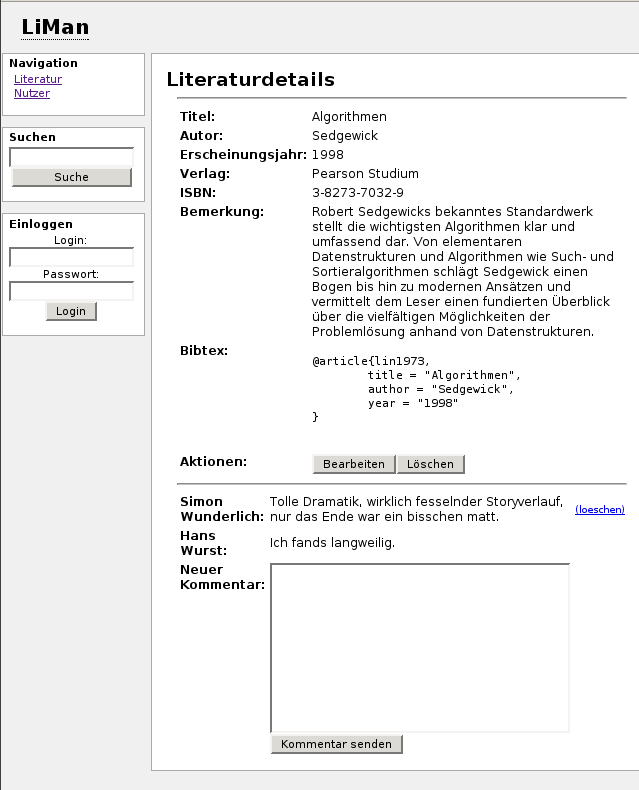 LiMan
Navigation
Literatur
Nutzer
Suchen
Suche
Einloggen
Login:
Passwort:
Login
Literaturdetails
Titel: Algorithmen
Autor: Sedgewick
Erscheinungsjahr: 1998
Verlag: Pearson Studium
ISBN: 3-8273-7032-9
Bemerkung: Robert Sedgewicks bekanntes Standardwerk
stellt die wichtigsten Algorithmen klar und
umfassend dar. Von elementaren
Datenstrukturen und Algorithmen wie Such- und
Sortieralgorithmen schlägt Sedgewick einen
Bogen bis hin zu modernen Ansätzen und
vermittelt dem Leser einen fundierten Überblick
über die vielfältigen Möglichkeiten der
Problemlösung anhand von Datenstrukturen.
Bibtex:
@article{lin1973,
title = "Algorithmen",
author = "Sedgewick",
year = "1998"
}
Aktionen: Bearbeiten Löschen
Simon Wunderlich: Tolle Dramatik, wirklich fesselnder Storyverlauf,
nur das Ende war ein bisschen matt. (loeschen)
Hans Wurst: Ich fands langweilig.
Neuer
Kommentar:
Kommentar senden